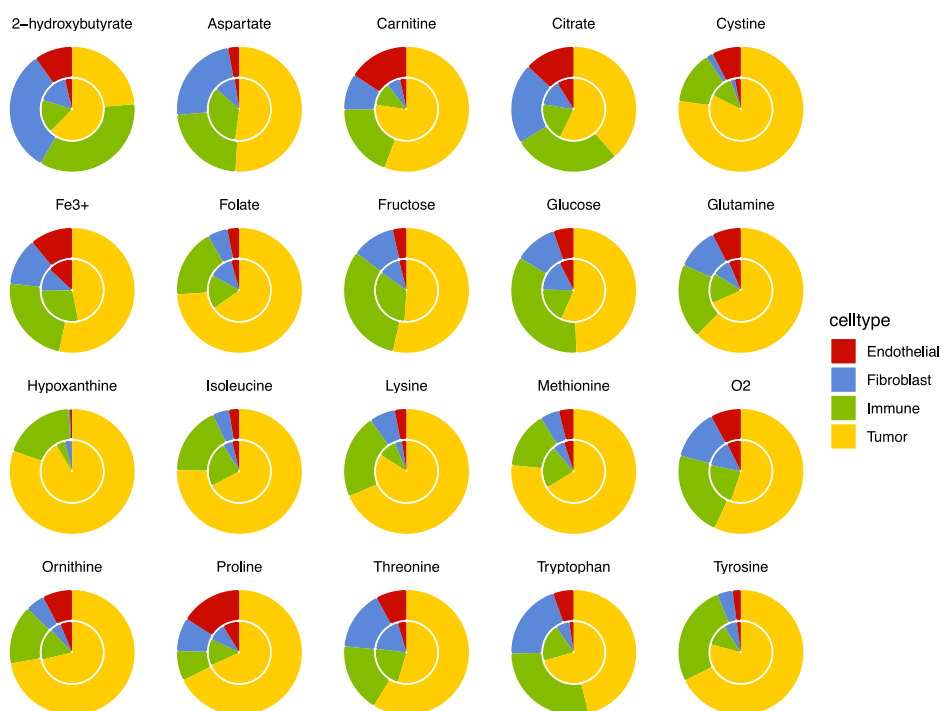 2−hydroxybutyrate Aspartate Carnitine Citrate Cystine
Fe3+ Folate Fructose Glucose Glutamine
celltype
Endothelial
Fibroblast
Immune
Tumor
Hypoxanthine Isoleucine Lysine Methionine O2
Ornithine Proline Threonine Tryptophan Tyrosine